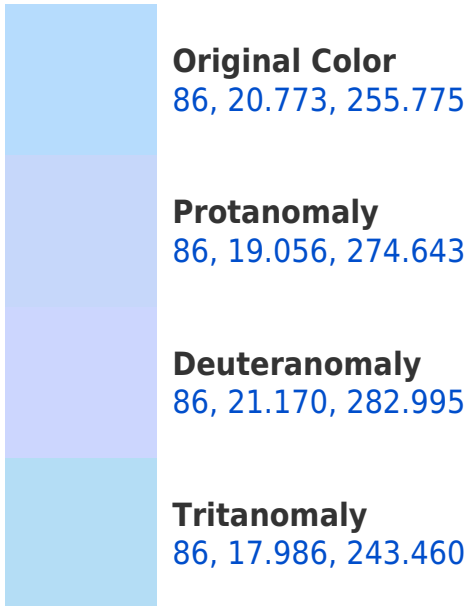 Original Color
86, 20.773, 255.775
Protanomaly
86, 19.056, 274.643
Deuteranomaly
86, 21.170, 282.995
Tritanomaly
86, 17.986, 243.460